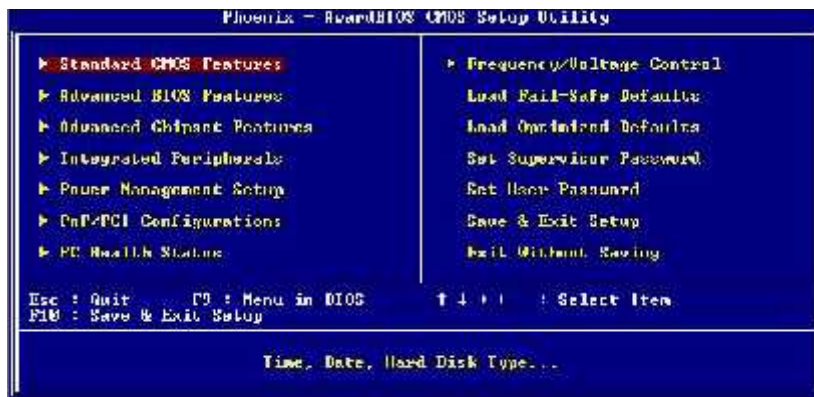 Phoenix - AwardBIOS CMOS Setup Utility
Standard CMOS Features
Advanced BIOS Features
Advanced Chipset Features
Integrated Peripherals
Power Management Setup
PnP/PCI Configurations
PC Health Status
Frequency/Voltage Control
Load Fail-Safe Defaults
Load Optimized Defaults
Set Supervisor Password
Set User Password
Save & Exit Setup
Exit Without Saving
Esc : Quit F9 : Menu in BIOS ↑ ↓ → ← : Select Item
F10 : Save & Exit Setup
Time, Date, Hard Disk Type...